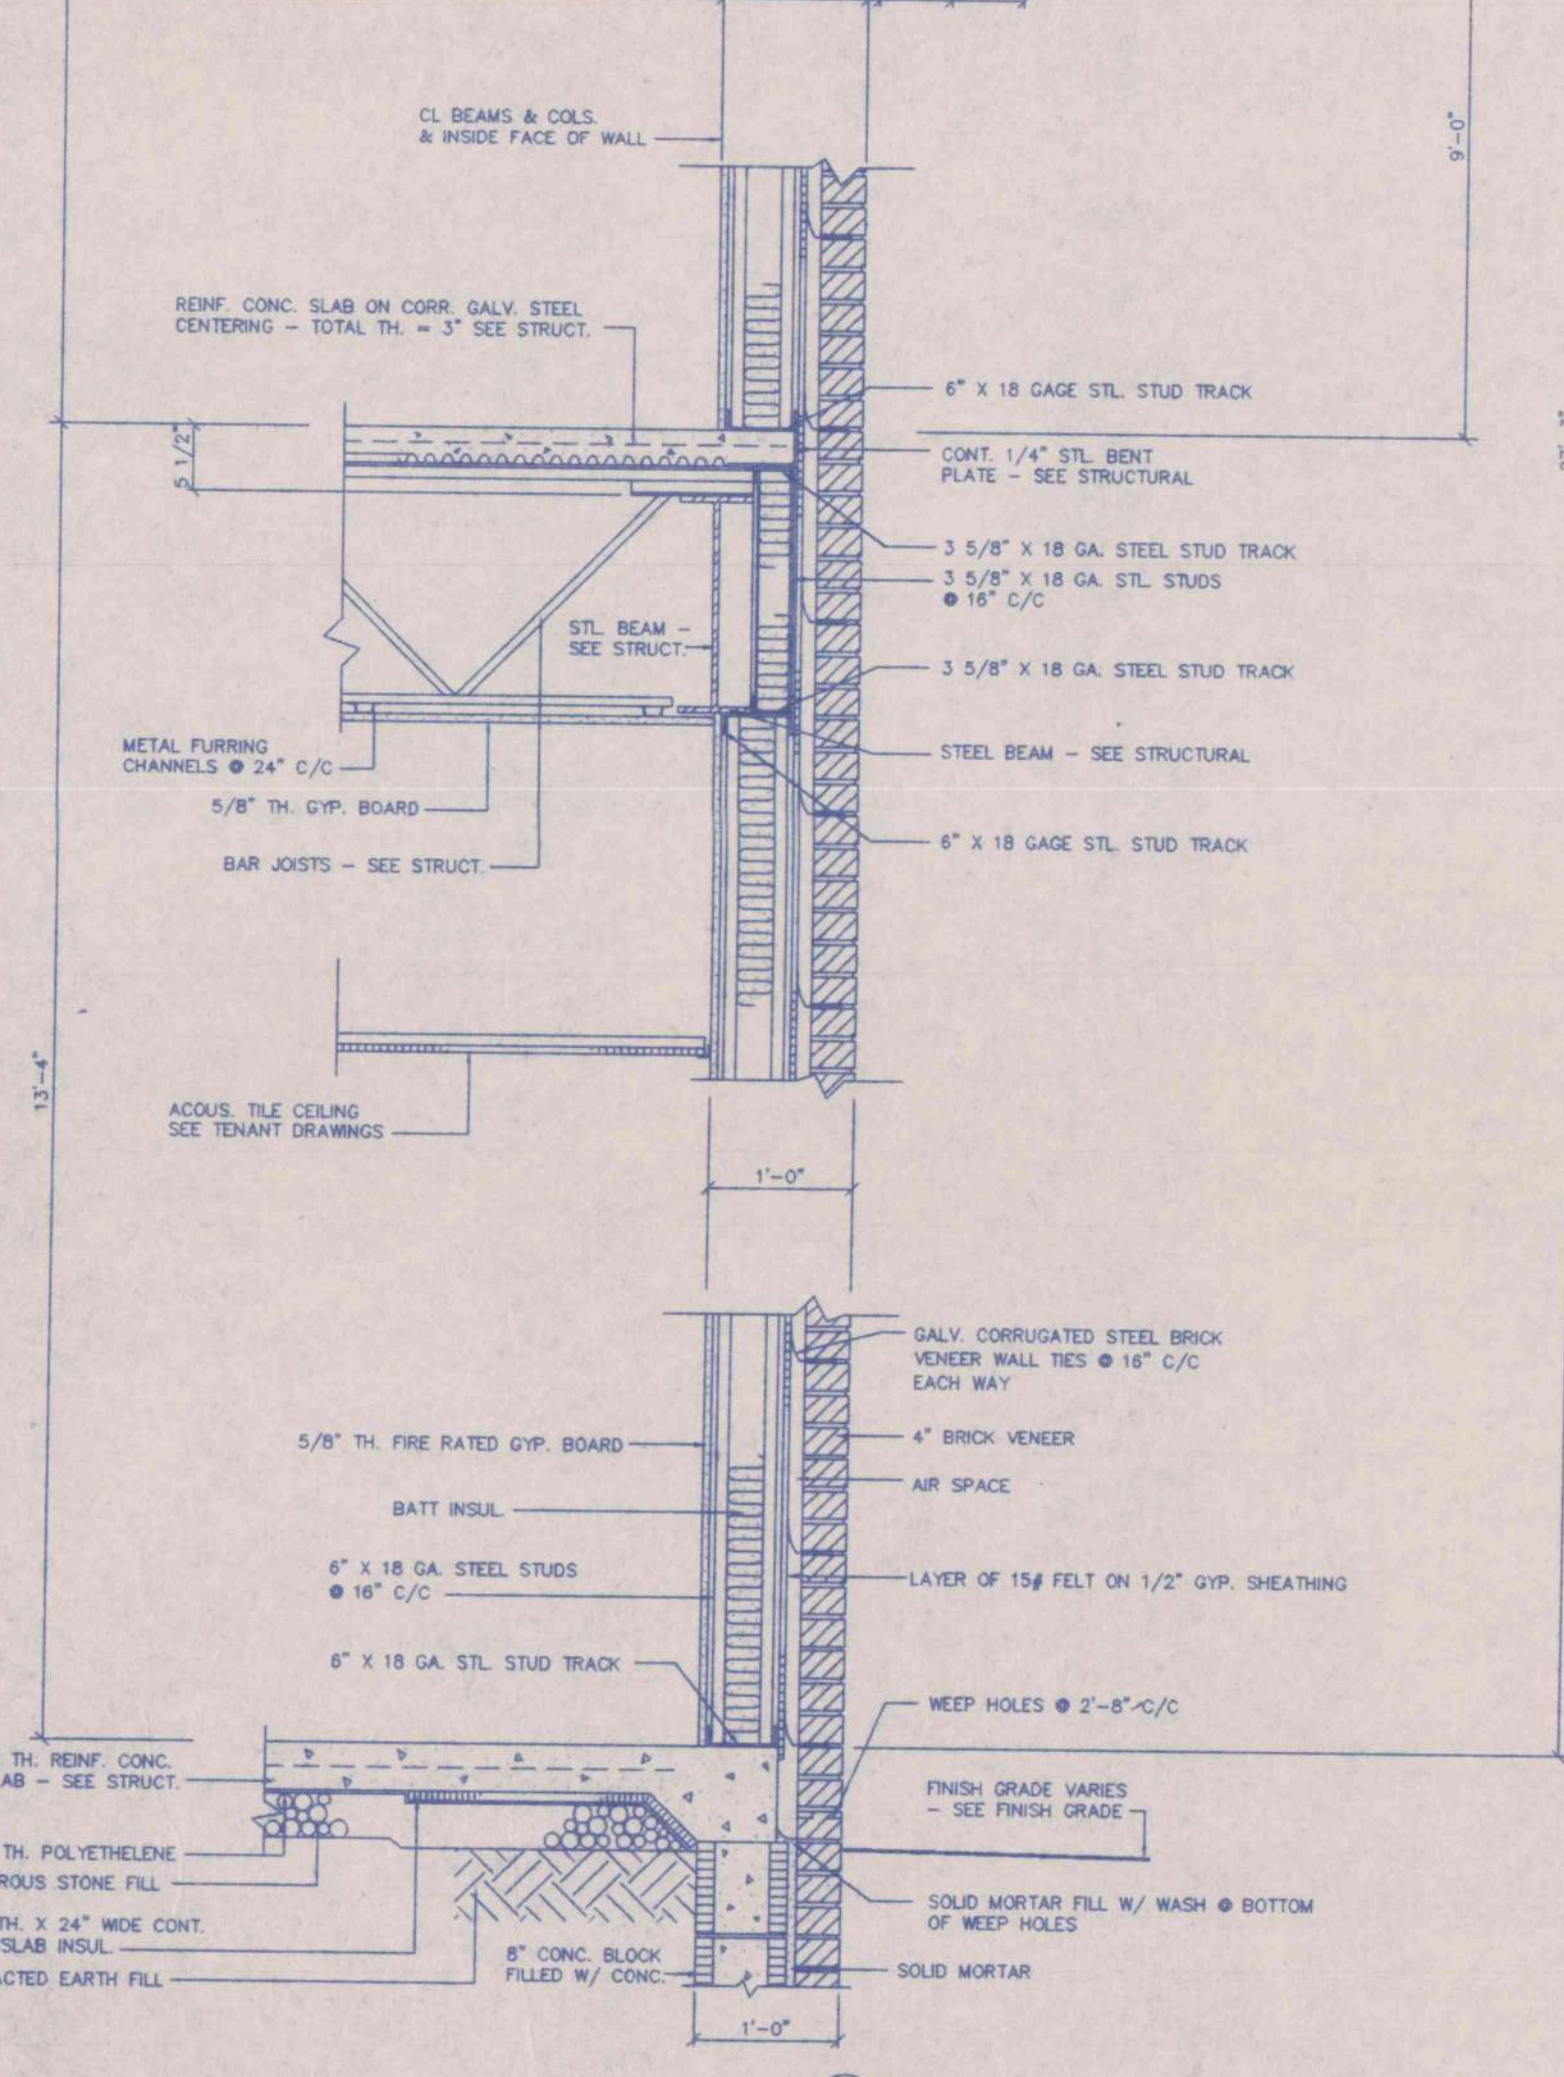 CL BEAMS & COLS.
& INSIDE FACE OF WALL
9'-0"
REINF. CONC. SLAB ON CORR. GALV. STEEL
CENTERING - TOTAL TH. = 3" SEE STRUCT.
6" X 18 GAGE STL. STUD TRACK
5 1/2"
CONT. 1/4" STL. BENT
PLATE - SEE STRUCTURAL
3 5/8" X 18 GA. STEEL STUD TRACK
3 5/8" X 18 GA. STL. STUDS
@ 16" C/C
STL. BEAM -
SEE STRUCT.
3 5/8" X 18 GA. STEEL STUD TRACK
METAL FURRING
CHANNELS @ 24" C/C
STEEL BEAM - SEE STRUCTURAL
5/8" TH. GYP. BOARD
6" X 18 GAGE STL. STUD TRACK
BAR JOISTS - SEE STRUCT.
13'-4"
ACOUS. TILE CEILING
SEE TENANT DRAWINGS
1'-0"
GALV. CORRUGATED STEEL BRICK
VENEER WALL TIES @ 16" C/C
EACH WAY
5/8" TH. FIRE RATED GYP. BOARD
4" BRICK VENEER
AIR SPACE
BATT INSUL.
6" X 18 GA. STEEL STUDS
@ 16" C/C
LAYER OF 15# FELT ON 1/2" GYP. SHEATHING
6" X 18 GA. STL. STUD TRACK
WEEP HOLES @ 2'-8" C/C
TH. REINF. CONC.
AB - SEE STRUCT.
FINISH GRADE VARIES
- SEE FINISH GRADE
TH. POLYETHELENE
ROUS STONE FILL
TH. X 24" WIDE CONT.
SLAB INSUL.
ACTED EARTH FILL
SOLID MORTAR FILL W/ WASH @ BOTTOM
OF WEEP HOLES
8" CONC. BLOCK
FILLED W/ CONC.
SOLID MORTAR
1'-0"